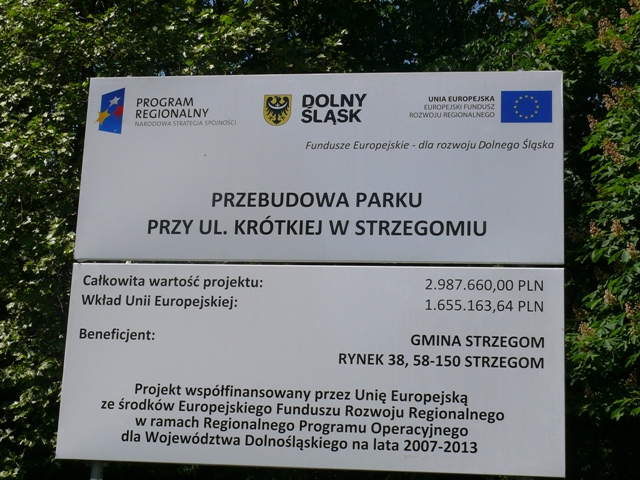 PROGRAM
REGIONALNY
NARODOWA STRATEGIA SPÓJNOŚCI
DOLNY
ŚLĄSK
UNIA EUROPEJSKA
EUROPEJSKI FUNDUSZ
ROZWOJU REGIONALNEGO
Fundusze Europejskie - dla rozwoju Dolnego Śląska
PRZEBUDOWA PARKU
PRZY UL. KRÓTKIEJ W STRZEGOMIU
Całkowita wartość projektu: 2.987.660,00 PLN
Wkład Unii Europejskiej: 1.655.163,64 PLN
Beneficjent: GMINA STRZEGOM
RYNEK 38, 58-150 STRZEGOM
Projekt współfinansowany przez Unię Europejską
ze środków Europejskiego Funduszu Rozwoju Regionalnego
w ramach Regionalnego Programu Operacyjnego
dla Województwa Dolnośląskiego na lata 2007-2013